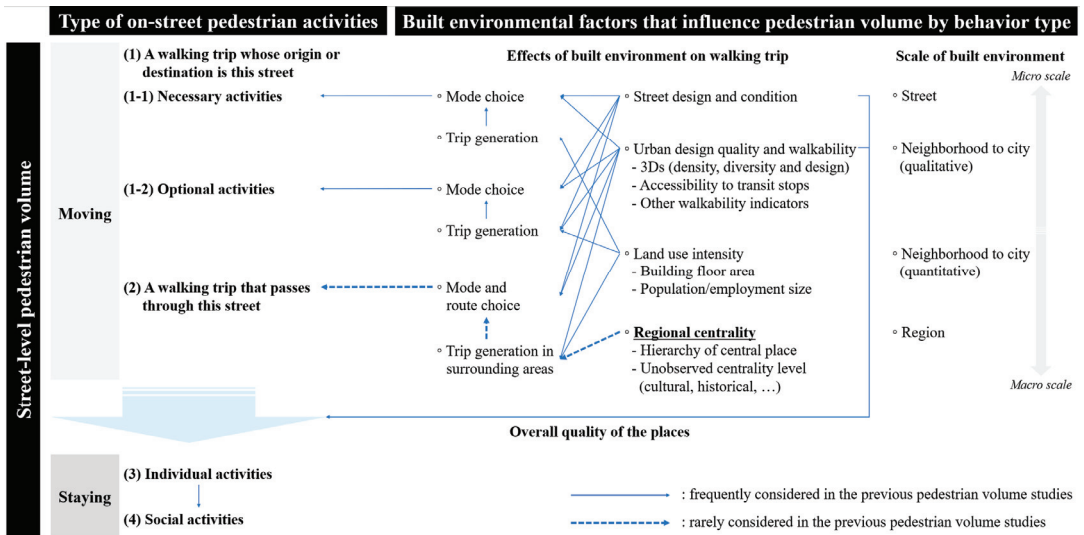 Type of on-street pedestrian activities
Built environmental factors that influence pedestrian volume by behavior type
Street-level pedestrian volume
Moving
(1) A walking trip whose origin or
destination is this street
(1-1) Necessary activities
(1-2) Optional activities
(2) A walking trip that passes
through this street
Effects of built environment on walking trip
Mode choice
Trip generation
Mode choice
Trip generation
Mode and
route choice
Trip generation in
surrounding areas
Street design and condition
Urban design quality and walkability
- 3Ds (density, diversity and design)
- Accessibility to transit stops
- Other walkability indicators
Land use intensity
- Building floor area
- Population/employment size
Regional centrality
- Hierarchy of central place
- Unobserved centrality level
(cultural, historical, …)
Scale of built environment
Micro scale
Street
Neighborhood to city
(qualitative)
Neighborhood to city
(quantitative)
Region
Macro scale
Overall quality of the places
Staying
(3) Individual activities
(4) Social activities
: frequently considered in the previous pedestrian volume studies
: rarely considered in the previous pedestrian volume studies